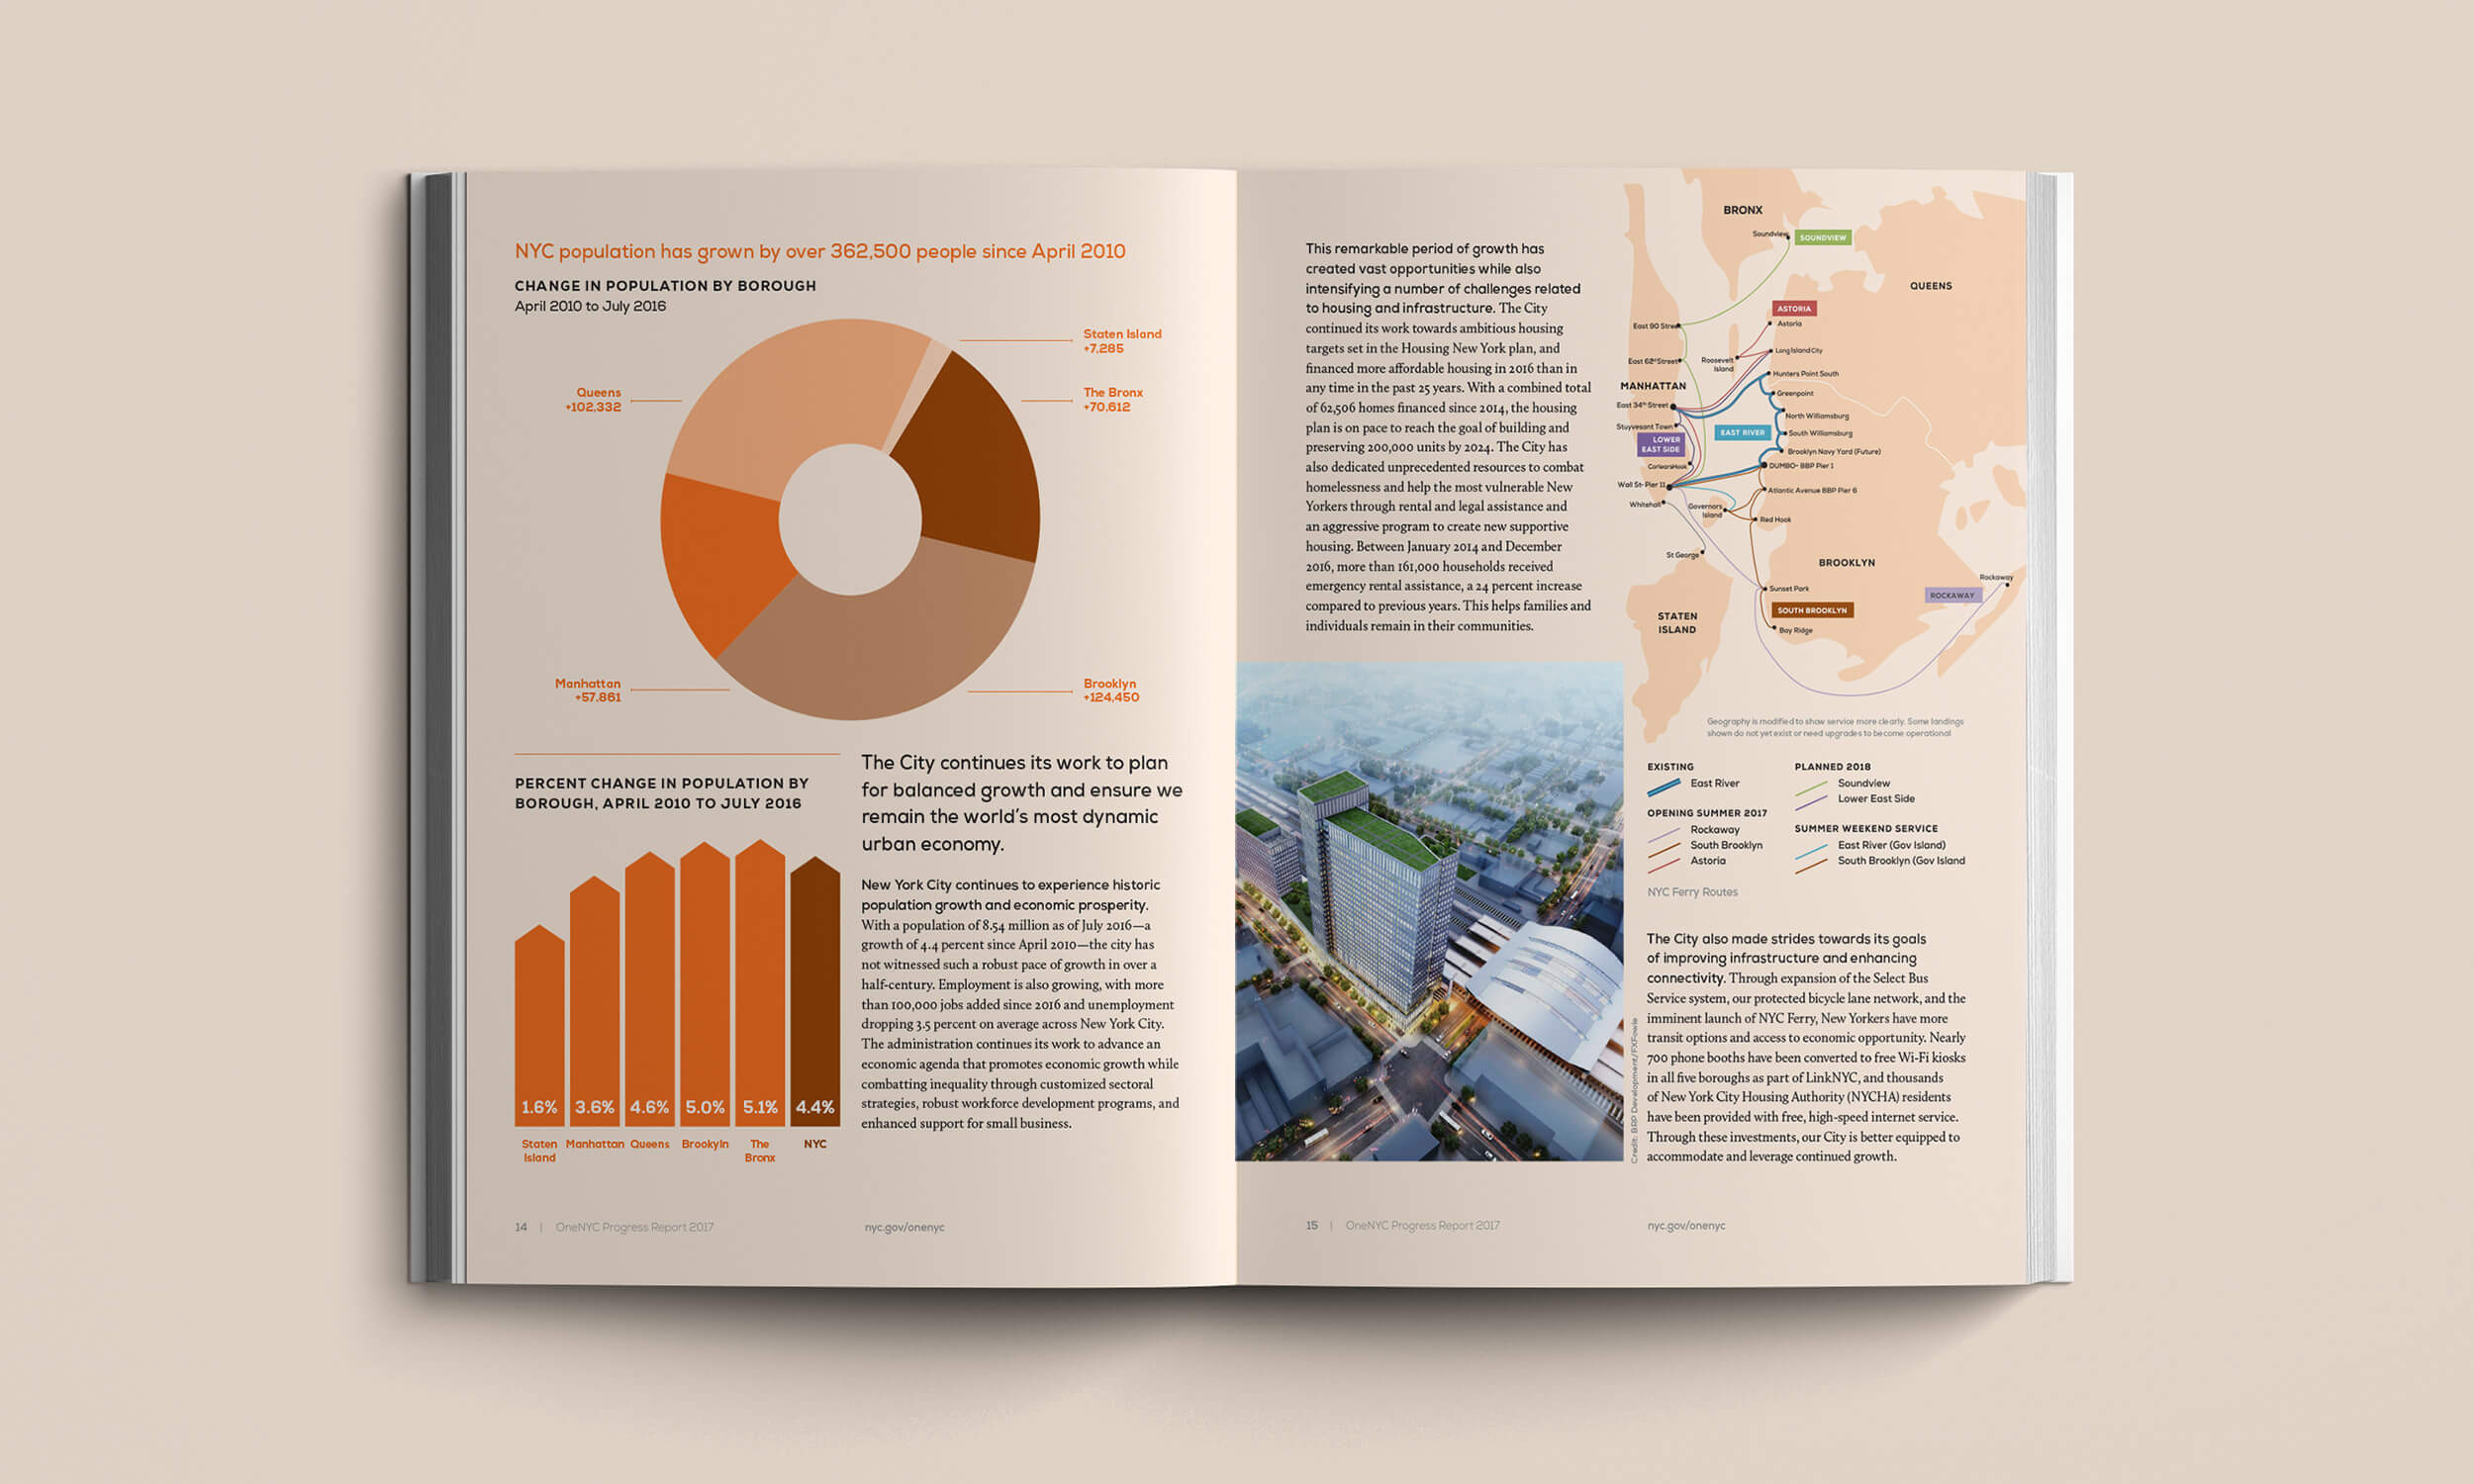 NYC population has grown by over 362,500 people since April 2010
CHANGE IN POPULATION BY BOROUGH
April 2010 to July 2016
Staten Island
+7,285
Queens
+102,332
The Bronx
+70,612
Manhattan
+57,861
Brooklyn
+124,450
PERCENT CHANGE IN POPULATION BY
BOROUGH, APRIL 2010 TO JULY 2016
1.6% 3.6% 4.6% 5.0% 5.1% 4.4%
Staten Island Manhattan Queens Brookyln The Bronx NYC
The City continues its work to plan
for balanced growth and ensure we
remain the world's most dynamic
urban economy.
New York City continues to experience historic
population growth and economic prosperity.
With a population of 8.54 million as of July 2016—a
growth of 4.4 percent since April 2010—the city has
not witnessed such a robust pace of growth in over a
half-century. Employment is also growing, with more
than 100,000 jobs added since 2016 and unemployment
dropping 3.5 percent on average across New York City.
The administration continues its work to advance an
economic agenda that promotes economic growth while
combatting inequality through customized sectoral
strategies, robust workforce development programs, and
enhanced support for small business.
14 | OneNYC Progress Report 2017
nyc.gov/onenyc
This remarkable period of growth has
created vast opportunities while also
intensifying a number of challenges related
to housing and infrastructure. The City
continued its work towards ambitious housing
targets set in the Housing New York plan, and
financed more affordable housing in 2016 than in
any time in the past 25 years. With a combined total
of 62,506 homes financed since 2014, the housing
plan is on pace to reach the goal of building and
preserving 200,000 units by 2024. The City has
also dedicated unprecedented resources to combat
homelessness and help the most vulnerable New
Yorkers through rental and legal assistance and
an aggressive program to create new supportive
housing. Between January 2014 and December
2016, more than 161,000 households received
emergency rental assistance, a 24 percent increase
compared to previous years. This helps families and
individuals remain in their communities.
BRONX
Soundview
SOUNDVIEW
QUEENS
ASTORIA
Astoria
East 90 Street
Long Island City
East 62nd Street
Roosevelt
Island
Hunters Point South
MANHATTAN
Greenpoint
East 34th Street
North Williamsburg
Stuyvesant Town
EAST RIVER
South Williamsburg
LOWER
EAST SIDE
Brooklyn Navy Yard (Future)
CorlearsHook
DUMBO- BBP Pier 1
Wall St- Pier 11
Atlantic Avenue BBP Pier 6
Whitehall
Governors
Island
Red Hook
St George
BROOKLYN
Rockaway
Sunset Park
ROCKAWAY
SOUTH BROOKLYN
STATEN
ISLAND
Bay Ridge
Geography is modified to show service more clearly. Some landings
shown do not yet exist or need upgrades to become operational
EXISTING
East River
OPENING SUMMER 2017
Rockaway
South Brooklyn
Astoria
PLANNED 2018
Soundview
Lower East Side
SUMMER WEEKEND SERVICE
East River (Gov Island)
South Brooklyn (Gov Island
NYC Ferry Routes
Credit: BRP Development/FXFowle
The City also made strides towards its goals
of improving infrastructure and enhancing
connectivity. Through expansion of the Select Bus
Service system, our protected bicycle lane network, and the
imminent launch of NYC Ferry, New Yorkers have more
transit options and access to economic opportunity. Nearly
700 phone booths have been converted to free Wi-Fi kiosks
in all five boroughs as part of LinkNYC, and thousands
of New York City Housing Authority (NYCHA) residents
have been provided with free, high-speed internet service.
Through these investments, our City is better equipped to
accommodate and leverage continued growth.
15 | OneNYC Progress Report 2017
nyc.gov/onenyc